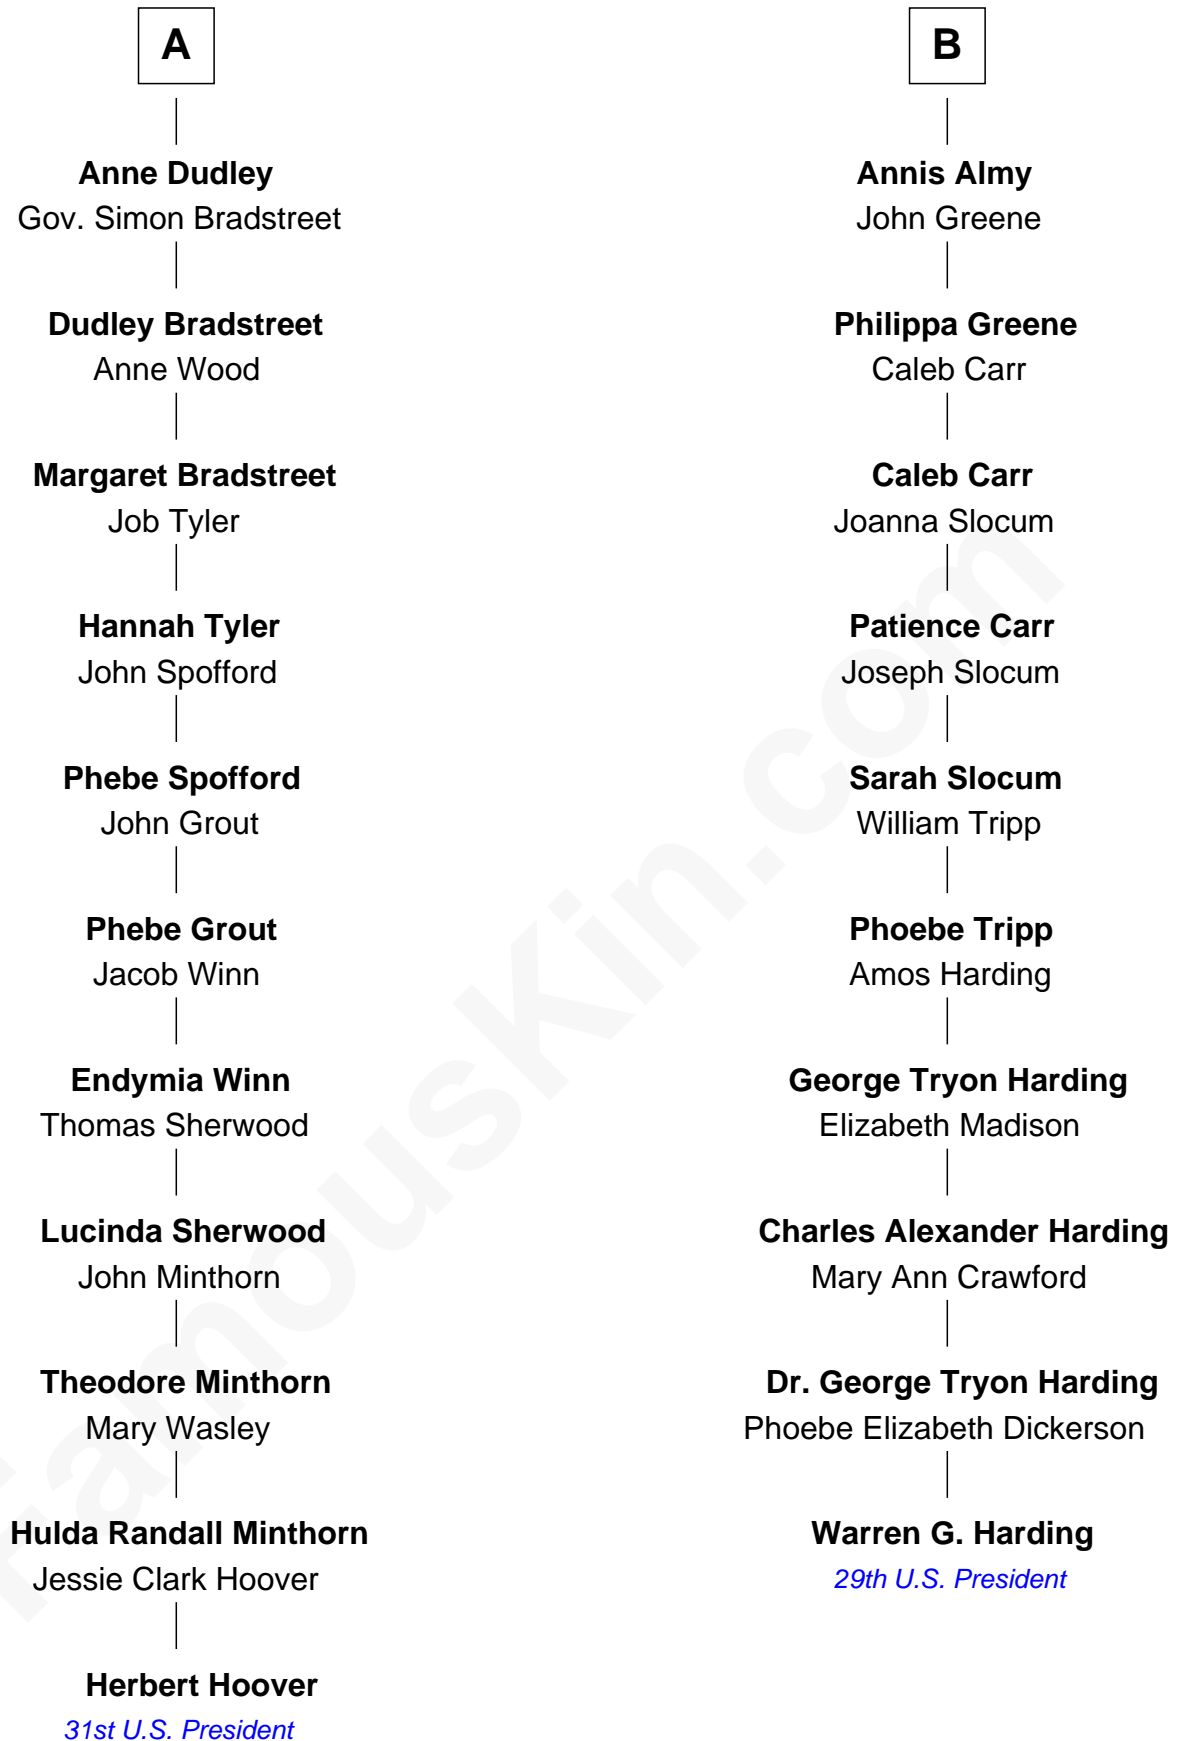 A
Anne Dudley
Gov. Simon Bradstreet
Dudley Bradstreet
Anne Wood
Margaret Bradstreet
Job Tyler
Hannah Tyler
John Spofford
Phebe Spofford
John Grout
Phebe Grout
Jacob Winn
Endymia Winn
Thomas Sherwood
Lucinda Sherwood
John Minthorn
Theodore Minthorn
Mary Wasley
Hulda Randall Minthorn
Jessie Clark Hoover
Herbert Hoover
31st U.S. President
B
Annis Almy
John Greene
Philippa Greene
Caleb Carr
Caleb Carr
Joanna Slocum
Patience Carr
Joseph Slocum
Sarah Slocum
William Tripp
Phoebe Tripp
Amos Harding
George Tryon Harding
Elizabeth Madison
Charles Alexander Harding
Mary Ann Crawford
Dr. George Tryon Harding
Phoebe Elizabeth Dickerson
Warren G. Harding
29th U.S. President
FamousKin.com